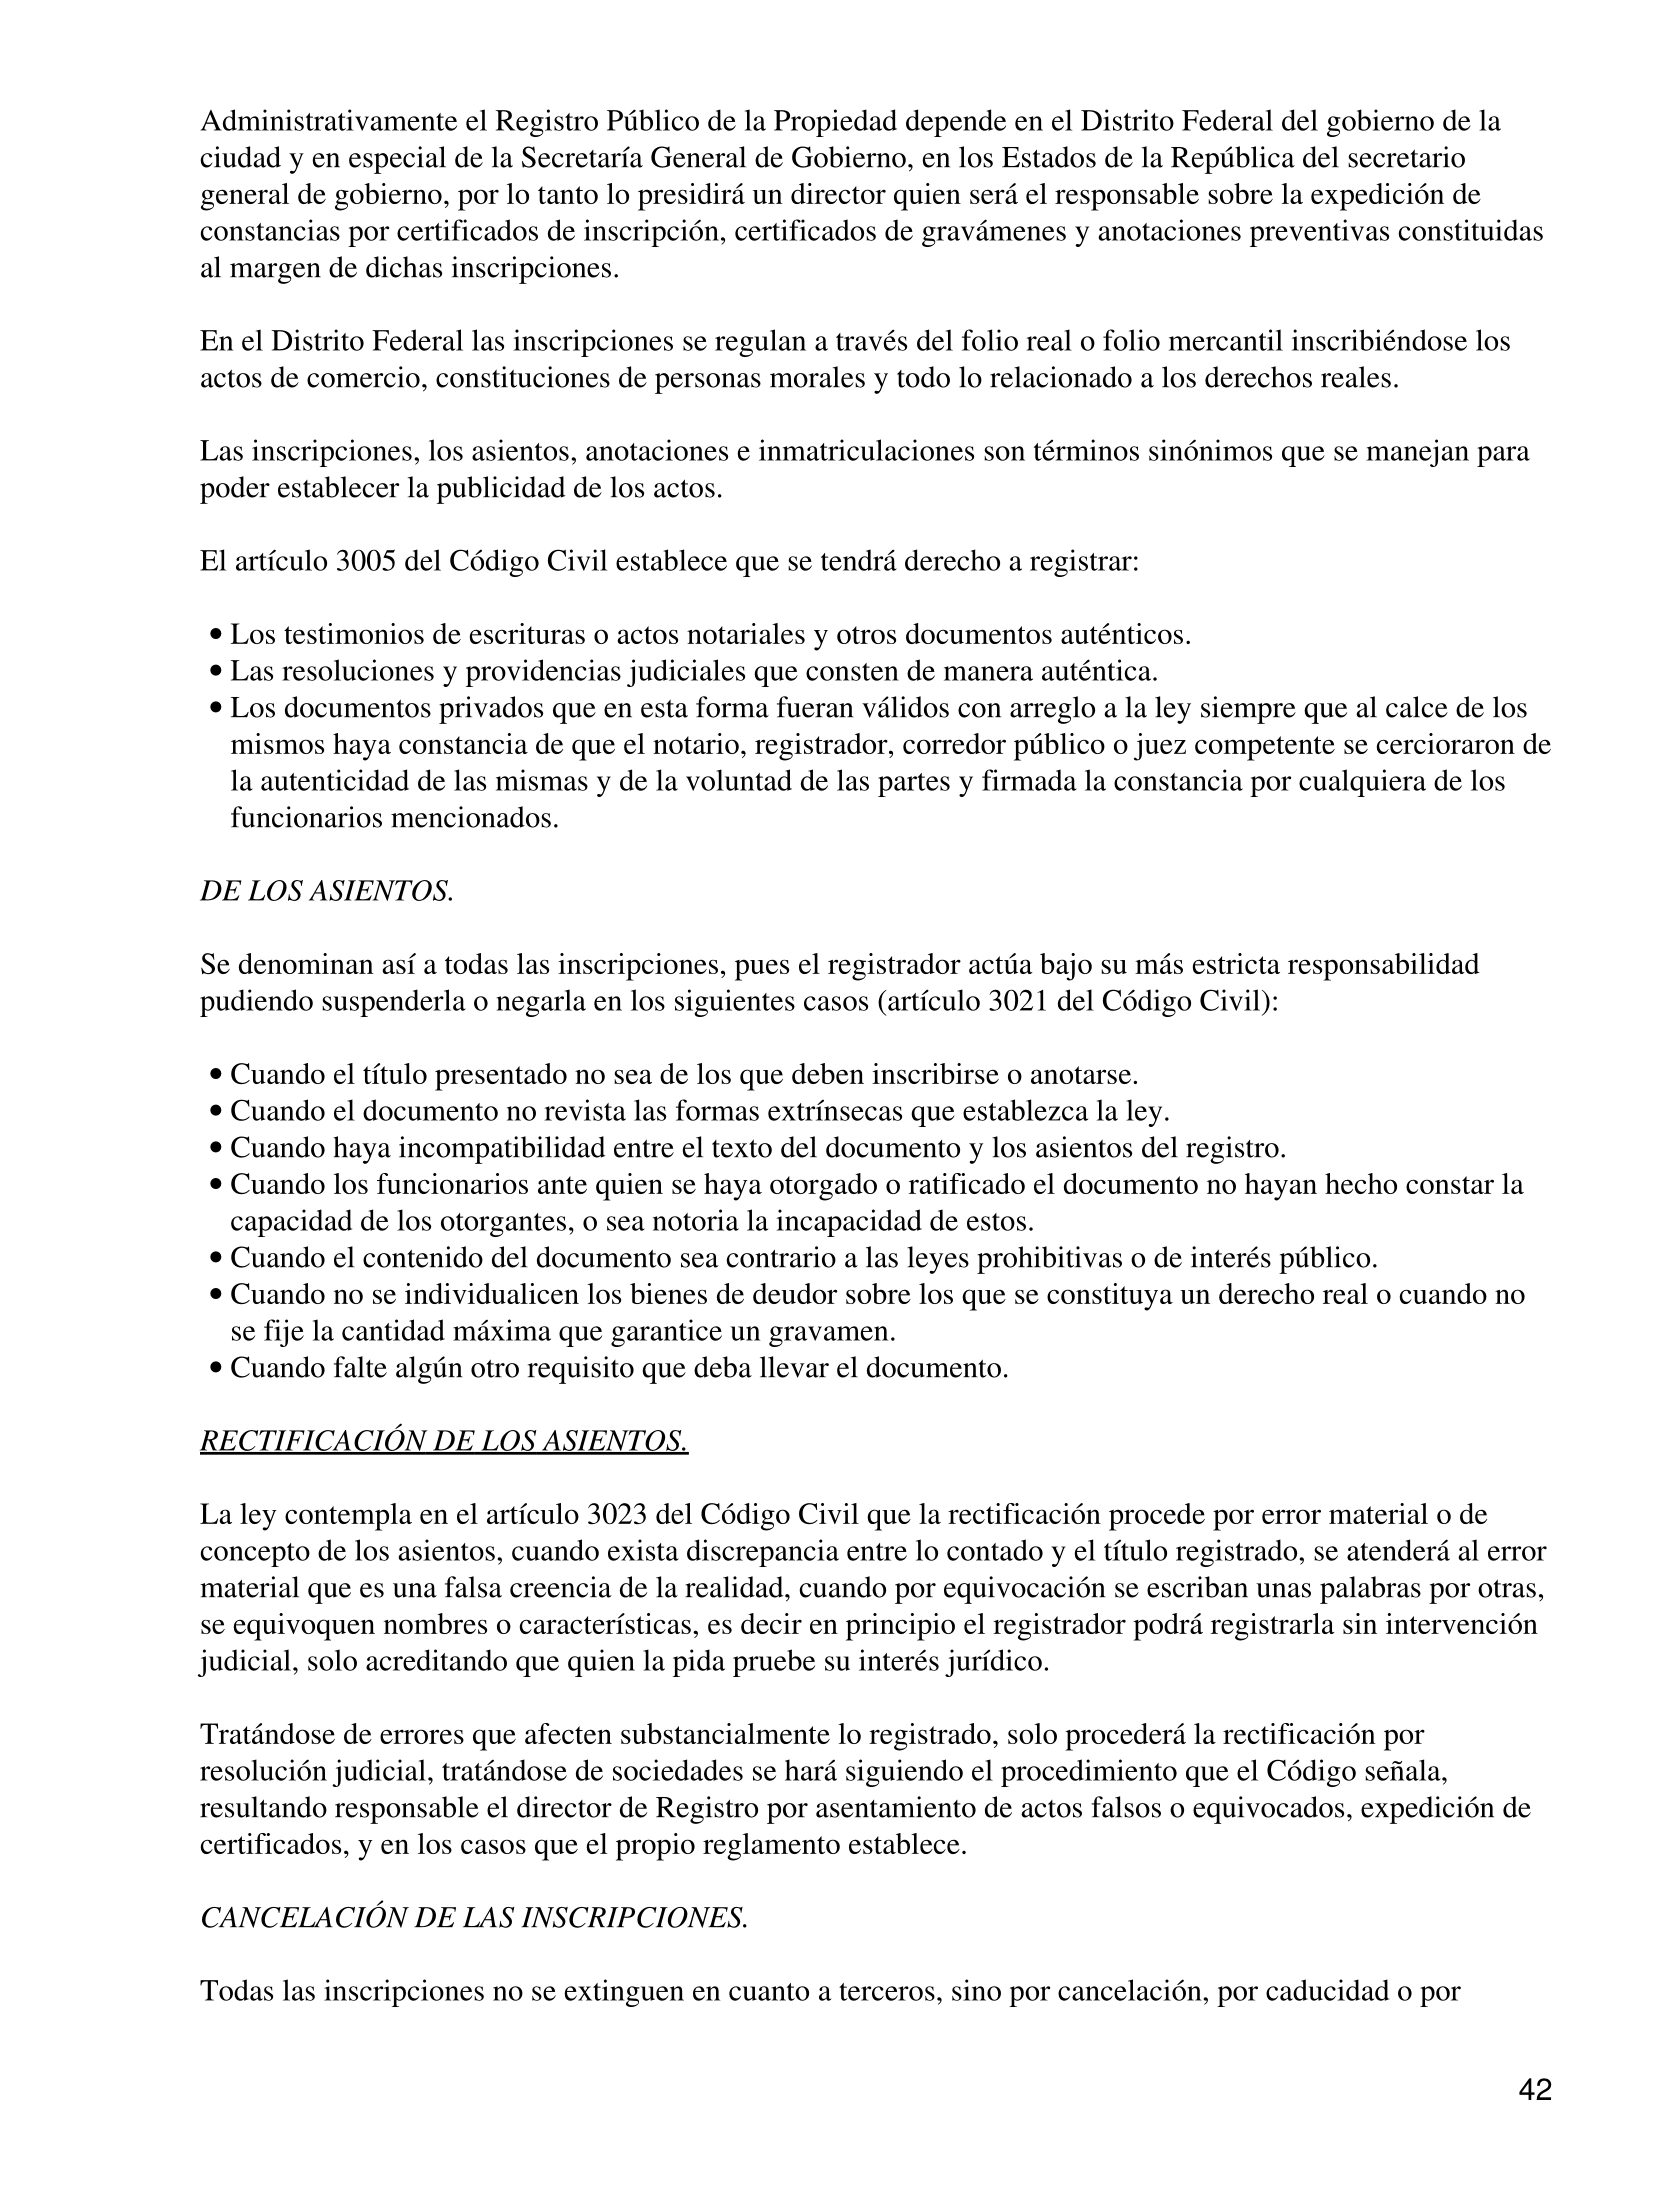 Administrativamente el Registro Público de la Propiedad depende en el Distrito Federal del gobierno de la
ciudad y en especial de la Secretaría General de Gobierno, en los Estados de la República del secretario
general de gobierno, por lo tanto lo presidirá un director quien será el responsable sobre la expedición de
constancias por certificados de inscripción, certificados de gravámenes y anotaciones preventivas constituidas
al margen de dichas inscripciones.
En el Distrito Federal las inscripciones se regulan a través del folio real o folio mercantil inscribiéndose los
actos de comercio, constituciones de personas morales y todo lo relacionado a los derechos reales.
Las inscripciones, los asientos, anotaciones e inmatriculaciones son términos sinónimos que se manejan para
poder establecer la publicidad de los actos.
El artículo 3005 del Código Civil establece que se tendrá derecho a registrar:
• Los testimonios de escrituras o actos notariales y otros documentos auténticos.
• Las resoluciones y providencias judiciales que consten de manera auténtica.
• Los documentos privados que en esta forma fueran válidos con arreglo a la ley siempre que al calce de los
mismos haya constancia de que el notario, registrador, corredor público o juez competente se cercioraron de
la autenticidad de las mismas y de la voluntad de las partes y firmada la constancia por cualquiera de los
funcionarios mencionados.
DE LOS ASIENTOS.
Se denominan así a todas las inscripciones, pues el registrador actúa bajo su más estricta responsabilidad
pudiendo suspenderla o negarla en los siguientes casos (artículo 3021 del Código Civil):
• Cuando el título presentado no sea de los que deben inscribirse o anotarse.
• Cuando el documento no revista las formas extrínsecas que establezca la ley.
• Cuando haya incompatibilidad entre el texto del documento y los asientos del registro.
• Cuando los funcionarios ante quien se haya otorgado o ratificado el documento no hayan hecho constar la
capacidad de los otorgantes, o sea notoria la incapacidad de estos.
• Cuando el contenido del documento sea contrario a las leyes prohibitivas o de interés público.
• Cuando no se individualicen los bienes de deudor sobre los que se constituya un derecho real o cuando no
se fije la cantidad máxima que garantice un gravamen.
• Cuando falte algún otro requisito que deba llevar el documento.
RECTIFICACIÓN DE LOS ASIENTOS.
La ley contempla en el artículo 3023 del Código Civil que la rectificación procede por error material o de
concepto de los asientos, cuando exista discrepancia entre lo contado y el título registrado, se atenderá al error
material que es una falsa creencia de la realidad, cuando por equivocación se escriban unas palabras por otras,
se equivoquen nombres o características, es decir en principio el registrador podrá registrarla sin intervención
judicial, solo acreditando que quien la pida pruebe su interés jurídico.
Tratándose de errores que afecten substancialmente lo registrado, solo procederá la rectificación por
resolución judicial, tratándose de sociedades se hará siguiendo el procedimiento que el Código señala,
resultando responsable el director de Registro por asentamiento de actos falsos o equivocados, expedición de
certificados, y en los casos que el propio reglamento establece.
CANCELACIÓN DE LAS INSCRIPCIONES.
Todas las inscripciones no se extinguen en cuanto a terceros, sino por cancelación, por caducidad o por
42